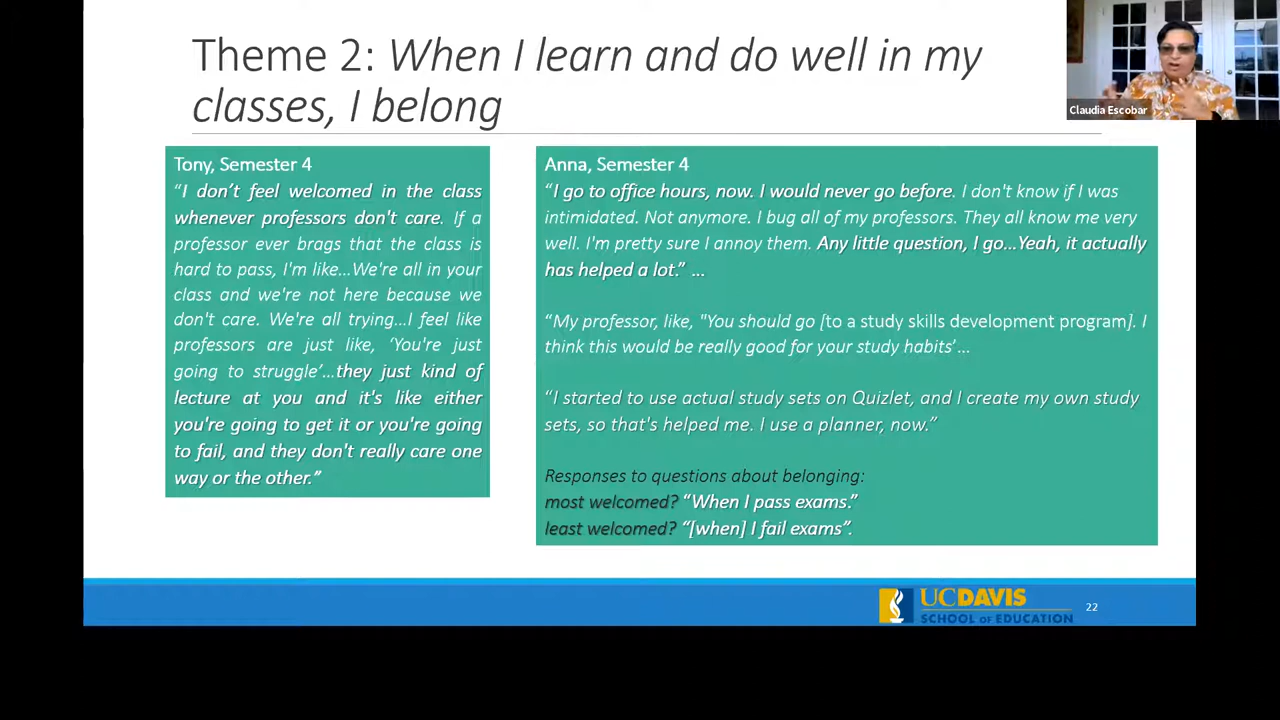 Theme 2: When I learn and do well in my
classes, I belong
Claudia Escobar
Tony, Semester 4
“I don’t feel welcomed in the class
whenever professors don't care. If a
professor ever brags that the class is
hard to pass, I'm like…We're all in your
class and we're not here because we
don't care. We're all trying…I feel like
professors are just like, ‘You're just
going to struggle’…they just kind of
lecture at you and it's like either
you're going to get it or you're going
to fail, and they don't really care one
way or the other.”
Anna, Semester 4
“I go to office hours, now. I would never go before. I don't know if I was
intimidated. Not anymore. I bug all of my professors. They all know me very
well. I'm pretty sure I annoy them. Any little question, I go…Yeah, it actually
has helped a lot.” …
“My professor, like, "You should go [to a study skills development program]. I
think this would be really good for your study habits’…
“I started to use actual study sets on Quizlet, and I create my own study
sets, so that's helped me. I use a planner, now.”
Responses to questions about belonging:
most welcomed? “When I pass exams.”
least welcomed? “[when] I fail exams”.
UCDAVIS
SCHOOL OF EDUCATION
22